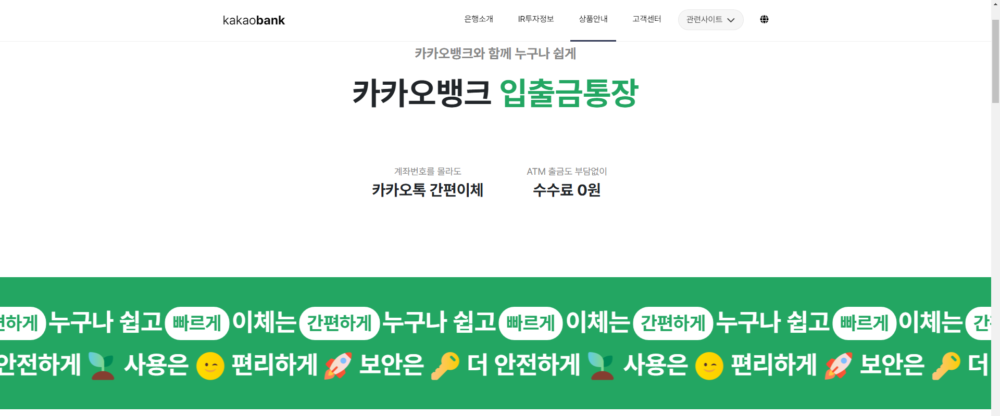 kakaobank 은행소개 IR투자정보 상품안내 고객센터 관련사이트
카카오뱅크와 함께 누구나 쉽게
카카오뱅크 입출금통장
계좌번호를 몰라도
카카오톡 간편이체
ATM 출금도 부담없이
수수료 0원
편하게 누구나 쉽고 빠르게 이체는 간편하게 누구나 쉽고 빠르게 이체는 간편하게 누구나 쉽고 빠르게 이체는 간
안전하게 사용은 편리하게 보안은 더 안전하게 사용은 편리하게 보안은 더